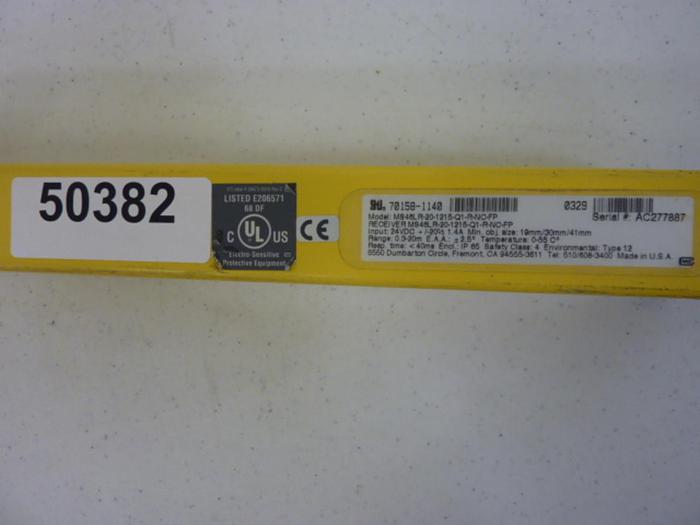 50382
LISTED E206571
68 DF
C UL US
Electro-Sensitive
Protective Equipment
CE
70158-1140 0329 Serial #: AC277887
Model: MS46LR-20-1215-Q1-R-NO-FP
RECEIVER MS46LR-20-1215-Q1-R-NO-FP
Input: 24VDC +/-20% 1.4A Min. obj. size: 19mm/30mm/41mm
Range: 0.3-20m E.A.A.: ±2.5° Temperature: 0-55 C°
Resp. time: <40ms Encl.: IP 65 Safety Class: 4 Environmental: Type 12
6550 Dumbarton Circle, Fremont, CA 94555-3611 Tel: 510/608-3400 Made in U.S.A.